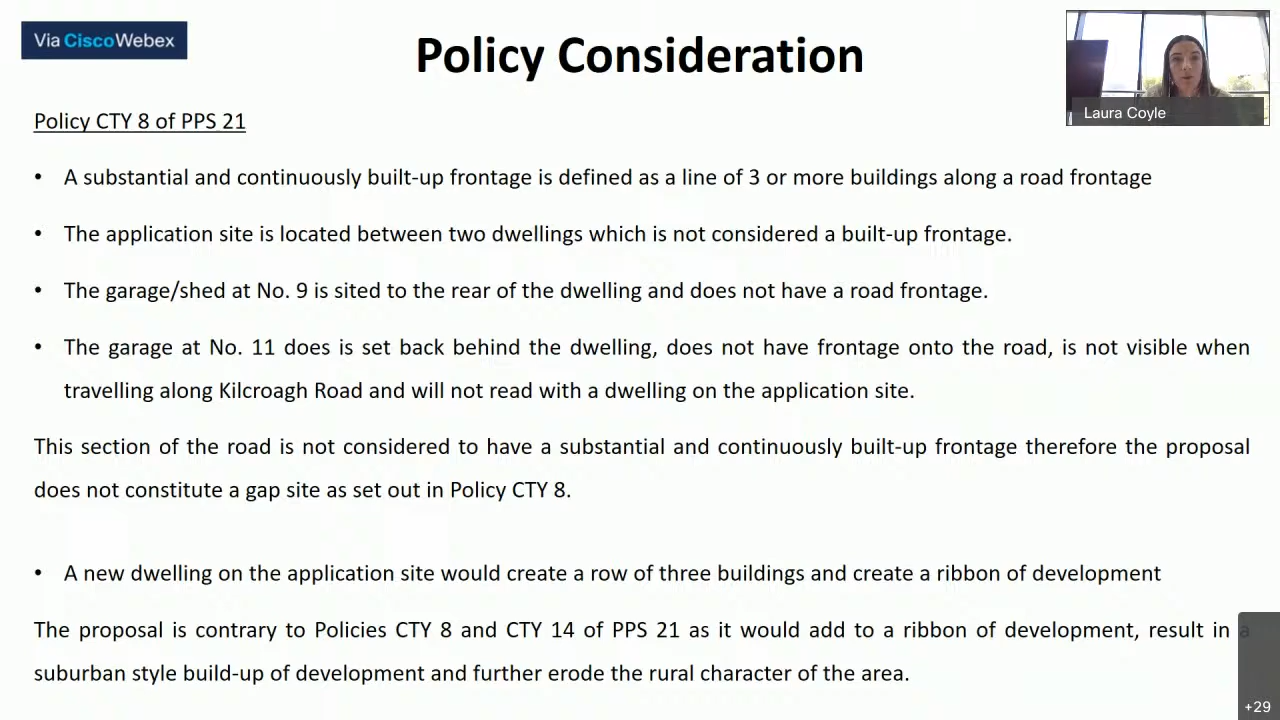 Via CiscoWebex
Policy Consideration
Laura Coyle
Policy CTY 8 of PPS 21
• A substantial and continuously built-up frontage is defined as a line of 3 or more buildings along a road frontage
• The application site is located between two dwellings which is not considered a built-up frontage.
• The garage/shed at No. 9 is sited to the rear of the dwelling and does not have a road frontage.
• The garage at No. 11 does is set back behind the dwelling, does not have frontage onto the road, is not visible when
travelling along Kilcroagh Road and will not read with a dwelling on the application site.
This section of the road is not considered to have a substantial and continuously built-up frontage therefore the proposal
does not constitute a gap site as set out in Policy CTY 8.
• A new dwelling on the application site would create a row of three buildings and create a ribbon of development
The proposal is contrary to Policies CTY 8 and CTY 14 of PPS 21 as it would add to a ribbon of development, result in a
suburban style build-up of development and further erode the rural character of the area.
+29